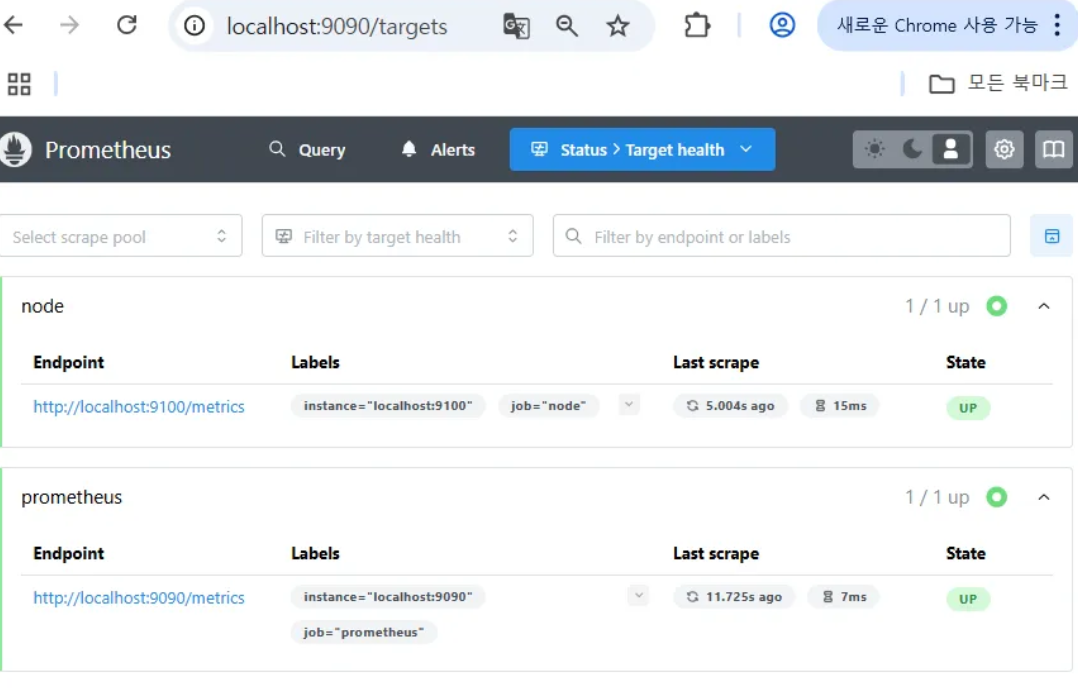 localhost:9090/targets 새로운 Chrome 사용 가능
모든 북마크
Prometheus Query Alerts Status > Target health
Select scrape pool Filter by target health Filter by endpoint or labels
node 1 / 1 up
Endpoint Labels Last scrape State
http://localhost:9100/metrics instance="localhost:9100" job="node" 5.004s ago 15ms UP
prometheus 1 / 1 up
Endpoint Labels Last scrape State
http://localhost:9090/metrics instance="localhost:9090" 11.725s ago 7ms UP
job="prometheus"